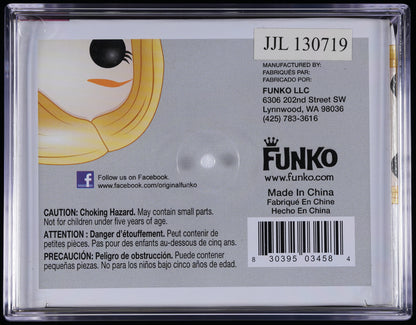 JJL 130719
MANUFACTURED BY:
FABRIQUÉS PAR:
FABRICADO POR:
FUNKO LLC
6306 202nd Street SW
Lynnwood, WA 98036
(425) 783-3616
FUNKO
www.funko.com
Made In China
Fabriqué En Chine
Hecho En China
f
Follow us on Facebook.
www.facebook.com/originalfunko
CAUTION: Choking Hazard. May contain small parts.
Not for children under five years of age.
ATTENTION : Danger d'étouffement. Peut contenir de
petites pièces. Pas pour des enfants au-dessous de cinq ans.
PRECAUCIÓN: Peligro de obstrucción. Puede contener
pequeñas piezas. No para los niños bajo cinco años de edad.
8 30395 03458 4